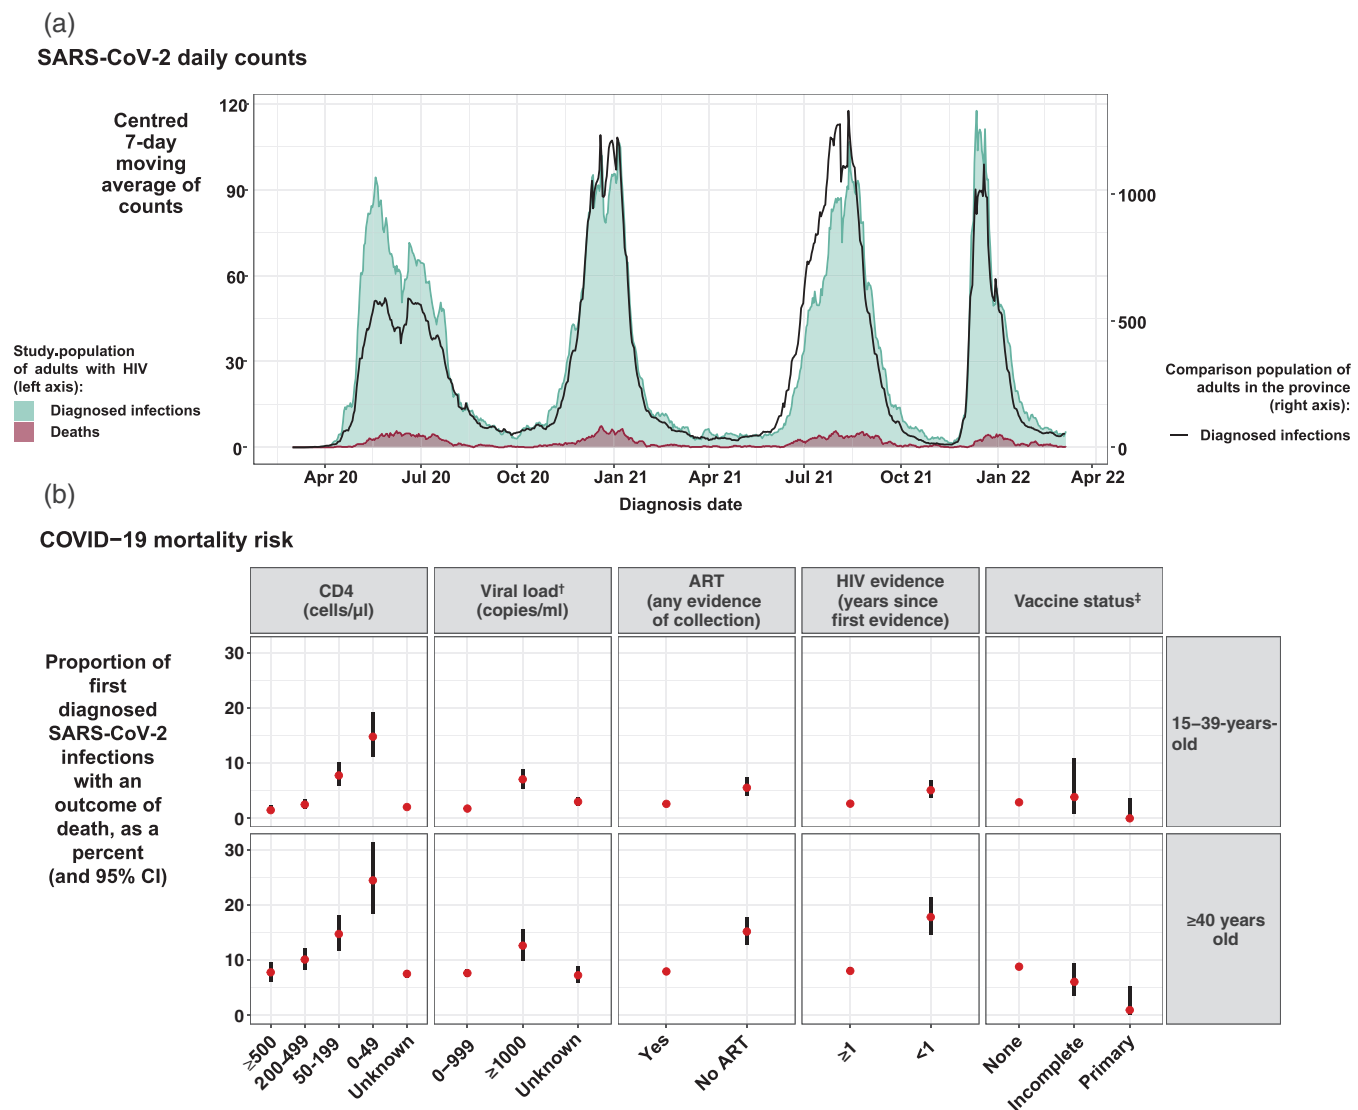 (a)
SARS-CoV-2 daily counts
Centred
7-day
moving
average of
counts
120
90
60
30
0
1000
500
0
Study.population
of adults with HIV
(left axis):
Diagnosed infections
Deaths
Comparison population of
adults in the province
(right axis):
Diagnosed infections
Apr 20 Jul 20 Oct 20 Jan 21 Apr 21 Jul 21 Oct 21 Jan 22 Apr 22
Diagnosis date
(b)
COVID−19 mortality risk
CD4
(cells/µl)
Viral load†
(copies/ml)
ART
(any evidence
of collection)
HIV evidence
(years since
first evidence)
Vaccine status‡
Proportion of
first
diagnosed
SARS-CoV-2
infections
with an
outcome of
death, as a
percent
(and 95% CI)
30
20
10
0
15–39-years-
old
30
20
10
0
≥40 years
old
≥500
200-499
50-199
0-49
Unknown
0–999
≥1000
Unknown
Yes
No ART
≥1
<1
None
Incomplete
Primary